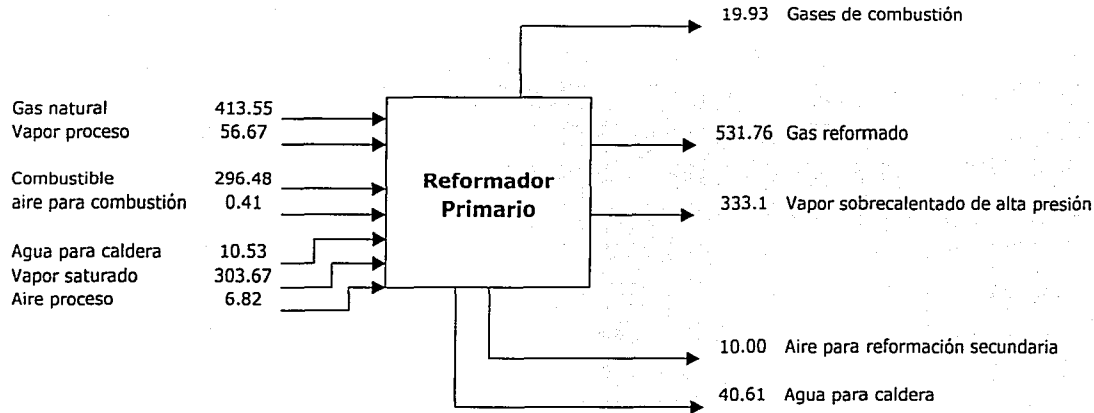 19.93 Gases de combustión
Gas natural 413.55
Vapor proceso 56.67
531.76 Gas reformado
Combustible 296.48
aire para combustión 0.41
Reformador
Primario
333.1 Vapor sobrecalentado de alta presión
Agua para caldera 10.53
Vapor saturado 303.67
Aire proceso 6.82
10.00 Aire para reformación secundaria
40.61 Agua para caldera